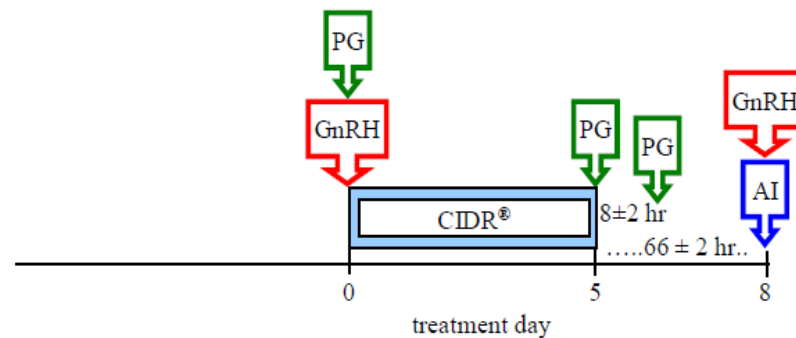 PG
GnRH
PG
PG
GnRH
AI
CIDR®
8±2 hr
.....66 ± 2 hr..
0
5
8
treatment day